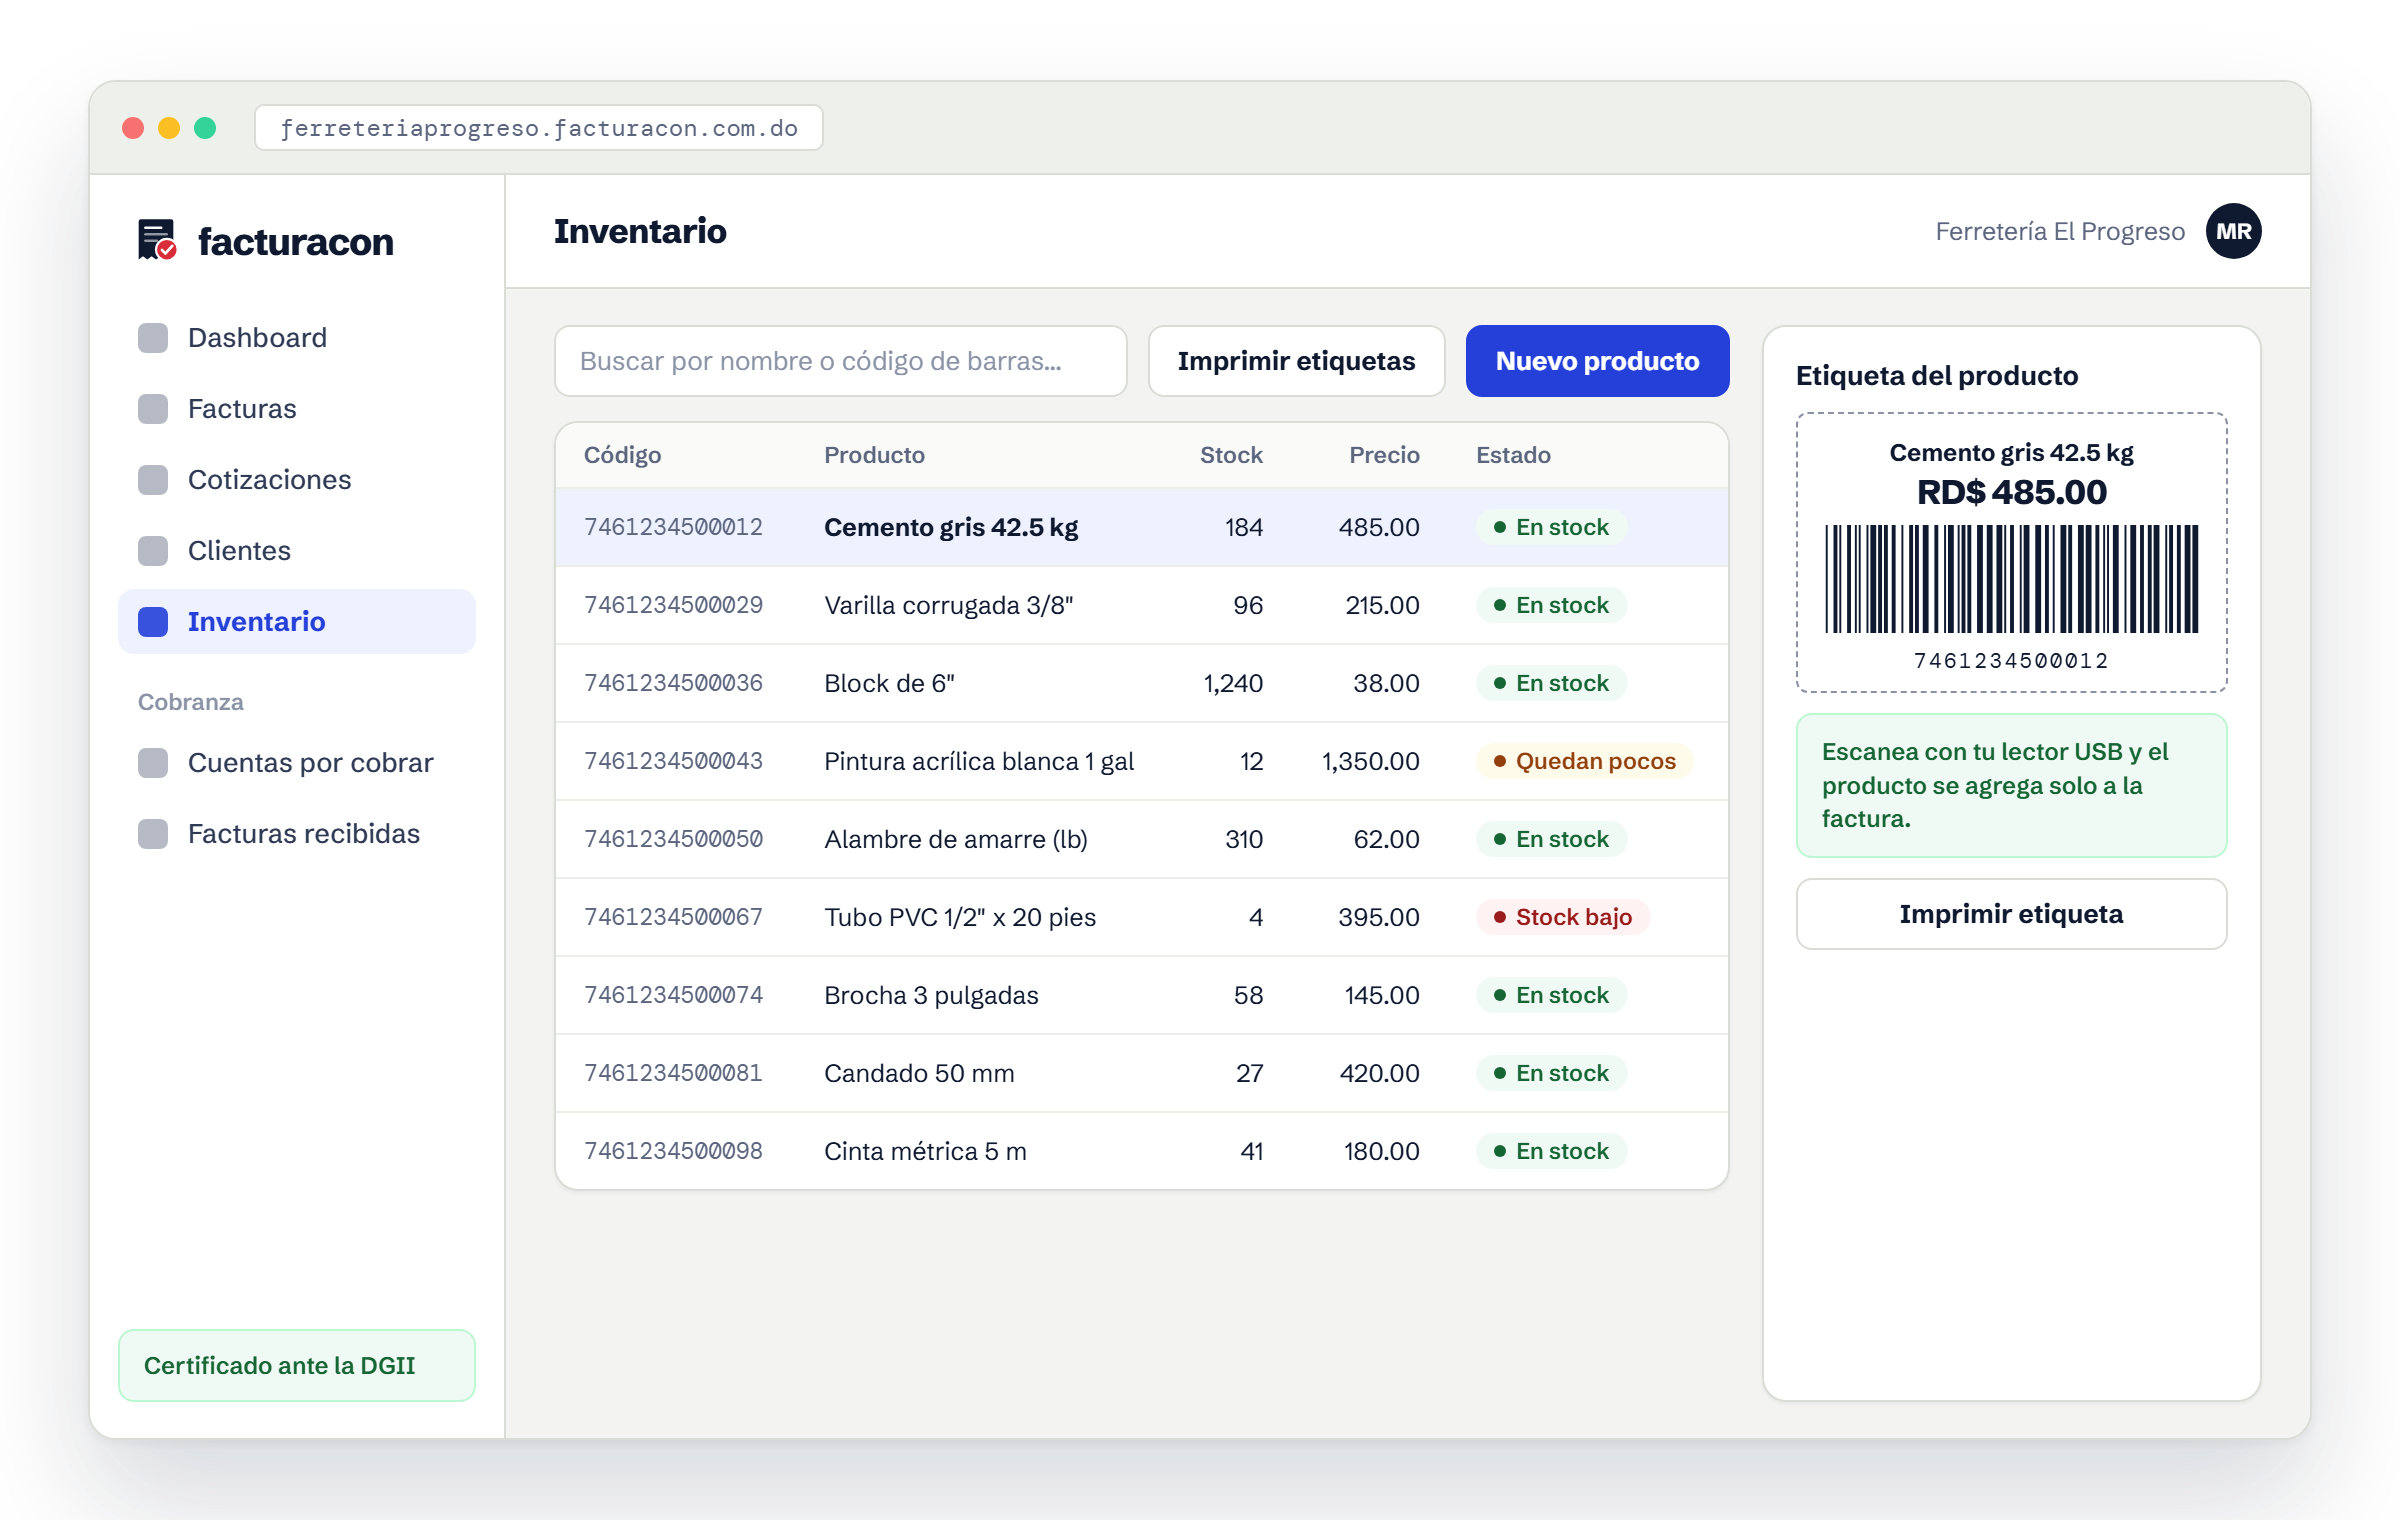 ferreteriaprogreso.facturacon.com.do
facturacon
Dashboard
Facturas
Cotizaciones
Clientes
Inventario
Cobranza
Cuentas por cobrar
Facturas recibidas
Certificado ante la DGII
Inventario
Ferretería El Progreso MR
Buscar por nombre o código de barras...
Imprimir etiquetas
Nuevo producto
Código Producto Stock Precio Estado
7461234500012 Cemento gris 42.5 kg 184 485.00 En stock
7461234500029 Varilla corrugada 3/8" 96 215.00 En stock
7461234500036 Block de 6" 1,240 38.00 En stock
7461234500043 Pintura acrílica blanca 1 gal 12 1,350.00 Quedan pocos
7461234500050 Alambre de amarre (lb) 310 62.00 En stock
7461234500067 Tubo PVC 1/2" x 20 pies 4 395.00 Stock bajo
7461234500074 Brocha 3 pulgadas 58 145.00 En stock
7461234500081 Candado 50 mm 27 420.00 En stock
7461234500098 Cinta métrica 5 m 41 180.00 En stock
Etiqueta del producto
Cemento gris 42.5 kg
RD$ 485.00
7461234500012
Escanea con tu lector USB y el
producto se agrega solo a la
factura.
Imprimir etiqueta